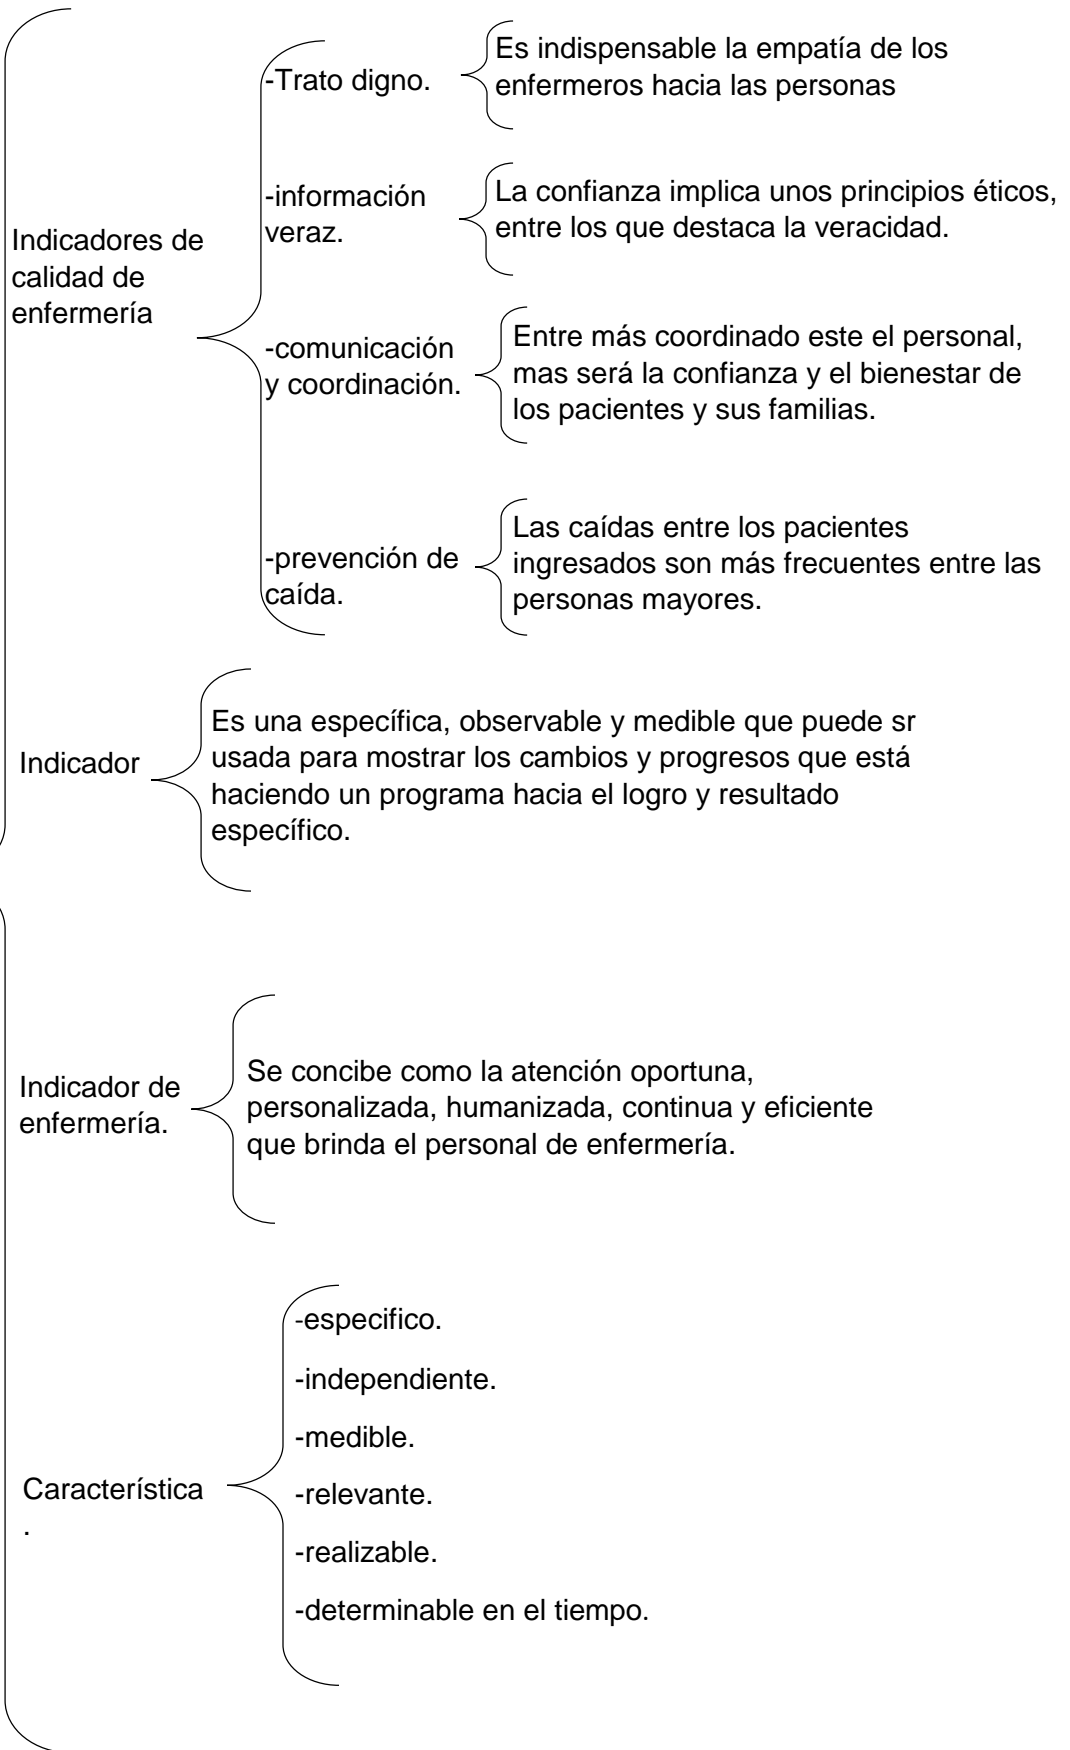 Indicadores de
calidad de
enfermería
-Trato digno.
Es indispensable la empatía de los
enfermeros hacia las personas
-información
veraz.
La confianza implica unos principios éticos,
entre los que destaca la veracidad.
-comunicación
y coordinación.
Entre más coordinado este el personal,
mas será la confianza y el bienestar de
los pacientes y sus familias.
-prevención de
caída.
Las caídas entre los pacientes
ingresados son más frecuentes entre las
personas mayores.
Indicador
Es una específica, observable y medible que puede sr
usada para mostrar los cambios y progresos que está
haciendo un programa hacia el logro y resultado
específico.
Indicador de
enfermería.
Se concibe como la atención oportuna,
personalizada, humanizada, continua y eficiente
que brinda el personal de enfermería.
Característica
.
-especifico.
-independiente.
-medible.
-relevante.
-realizable.
-determinable en el tiempo.